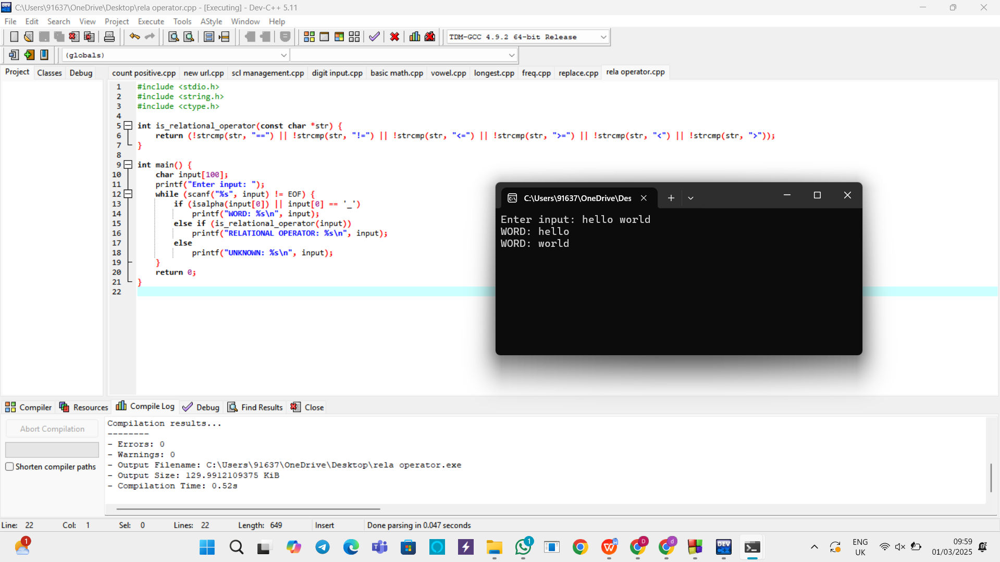 C:\Users\91637\OneDrive\Desktop\rela operator.cpp - [Executing] - Dev-C++ 5.11
File Edit Search View Project Execute Tools AStyle Window Help
TDM-GCC 4.9.2 64-bit Release
(globals)
Project Classes Debug
count positive.cpp new url.cpp scl management.cpp digit input.cpp basic math.cpp vowel.cpp longest.cpp freq.cpp replace.cpp rela operator.cpp
1 #include <stdio.h>
2 #include <string.h>
3 #include <ctype.h>
4
5 int is_relational_operator(const char *str) {
6 return (!strcmp(str, "==") || !strcmp(str, "!=") || !strcmp(str, "<=") || !strcmp(str, ">=") || !strcmp(str, "<") || !strcmp(str, ">"));
7 }
8
9 int main() {
10 char input[100];
11 printf("Enter input: ");
12 while (scanf("%s", input) != EOF) {
13 if (isalpha(input[0]) || input[0] == '_')
14 printf("WORD: %s\n", input);
15 else if (is_relational_operator(input))
16 printf("RELATIONAL OPERATOR: %s\n", input);
17 else
18 printf("UNKNOWN: %s\n", input);
19 }
20 return 0;
21 }
22
C:\Users\91637\OneDrive\Des
Enter input: hello world
WORD: hello
WORD: world
Compiler Resources Compile Log Debug Find Results Close
Abort Compilation
Shorten compiler paths
Compilation results...
--------
- Errors: 0
- Warnings: 0
- Output Filename: C:\Users\91637\OneDrive\Desktop\rela operator.exe
- Output Size: 129.9912109375 KiB
- Compilation Time: 0.52s
Line: 22 Col: 1 Sel: 0 Lines: 22 Length: 649 Insert Done parsing in 0.047 seconds
1
1
D
d
DEV
ENG
UK
09:59
01/03/2025